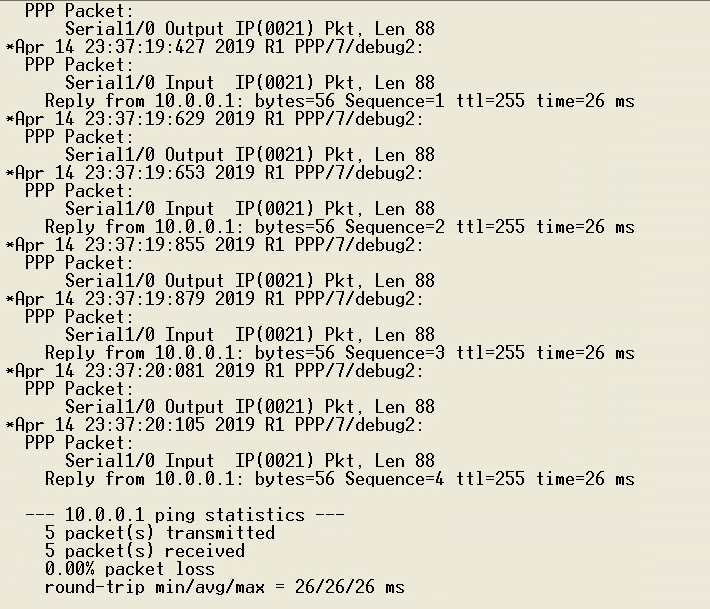 PPP Packet:
Serial1/0 Output IP(0021) Pkt, Len 88
*Apr 14 23:37:19:427 2019 R1 PPP/7/debug2:
PPP Packet:
Serial1/0 Input  IP(0021) Pkt, Len 88
Reply from 10.0.0.1: bytes=56 Sequence=1 ttl=255 time=26 ms
*Apr 14 23:37:19:629 2019 R1 PPP/7/debug2:
PPP Packet:
Serial1/0 Output IP(0021) Pkt, Len 88
*Apr 14 23:37:19:653 2019 R1 PPP/7/debug2:
PPP Packet:
Serial1/0 Input  IP(0021) Pkt, Len 88
Reply from 10.0.0.1: bytes=56 Sequence=2 ttl=255 time=26 ms
*Apr 14 23:37:19:855 2019 R1 PPP/7/debug2:
PPP Packet:
Serial1/0 Output IP(0021) Pkt, Len 88
*Apr 14 23:37:19:879 2019 R1 PPP/7/debug2:
PPP Packet:
Serial1/0 Input  IP(0021) Pkt, Len 88
Reply from 10.0.0.1: bytes=56 Sequence=3 ttl=255 time=26 ms
*Apr 14 23:37:20:081 2019 R1 PPP/7/debug2:
PPP Packet:
Serial1/0 Output IP(0021) Pkt, Len 88
*Apr 14 23:37:20:105 2019 R1 PPP/7/debug2:
PPP Packet:
Serial1/0 Input  IP(0021) Pkt, Len 88
Reply from 10.0.0.1: bytes=56 Sequence=4 ttl=255 time=26 ms
--- 10.0.0.1 ping statistics ---
5 packet(s) transmitted
5 packet(s) received
0.00% packet loss
round-trip min/avg/max = 26/26/26 ms